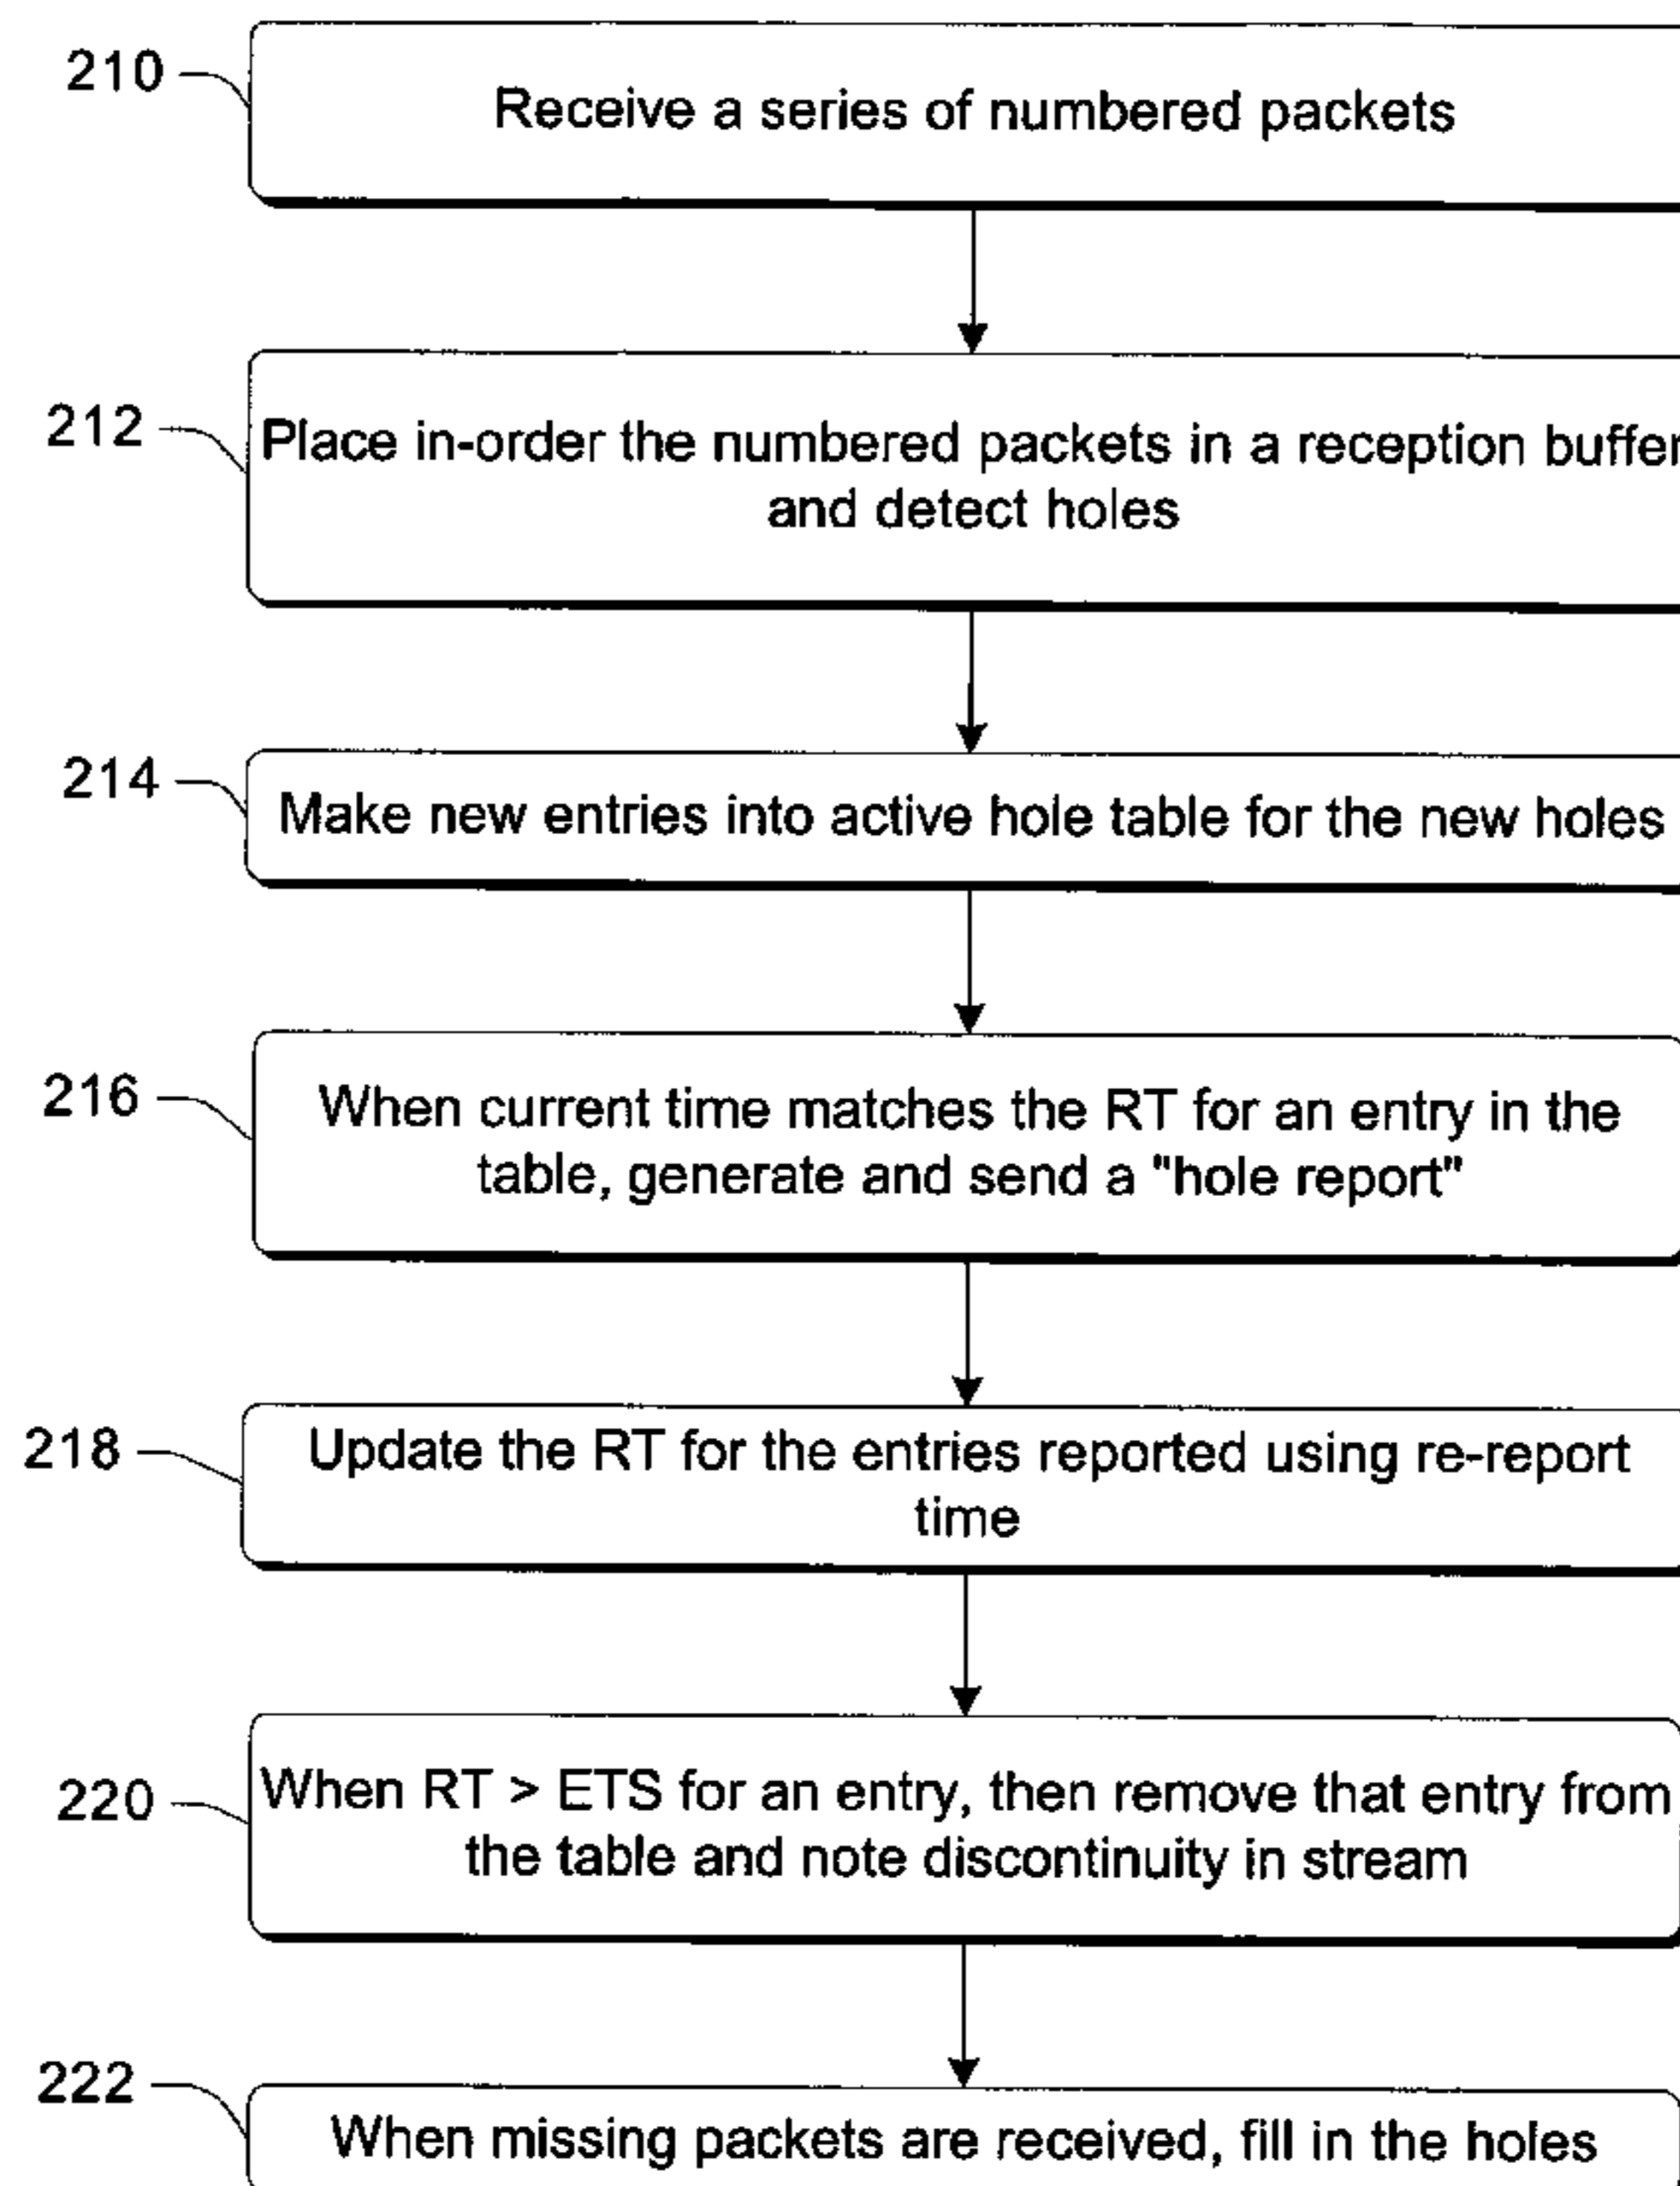 210
Receive a series of numbered packets
212
Place in-order the numbered packets in a reception buffer
and detect holes
214
Make new entries into active hole table for the new holes
216
When current time matches the RT for an entry in the
table, generate and send a "hole report"
218
Update the RT for the entries reported using re-report
time
220
When RT > ETS for an entry, then remove that entry from
the table and note discontinuity in stream
222
When missing packets are received, fill in the holes